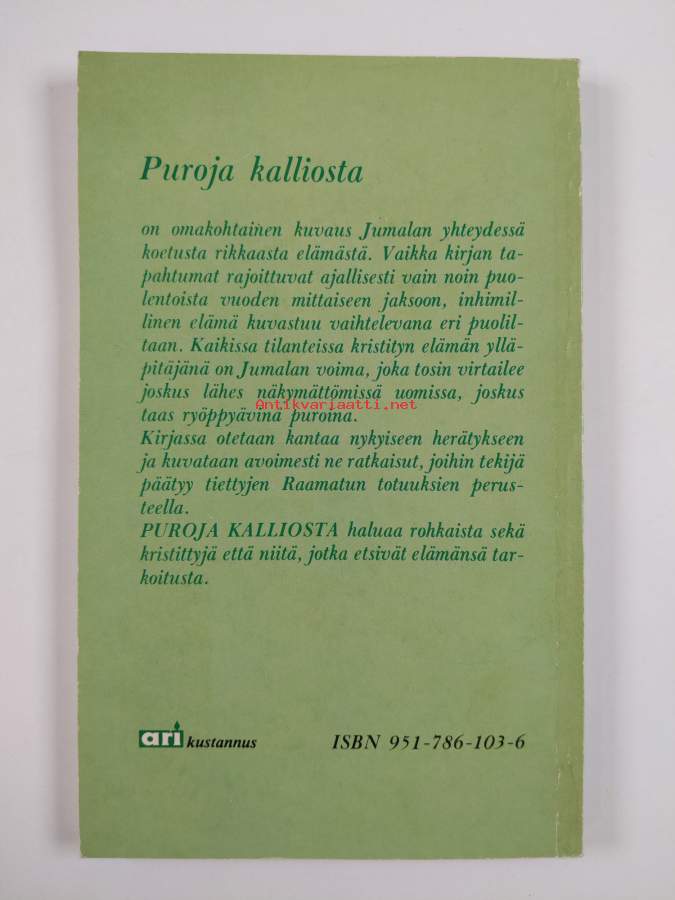 Puroja kalliosta
on omakohtainen kuvaus Jumalan yhteydessä
koetusta rikkaasta elämästä. Vaikka kirjan ta-
pahtumat rajoittuvat ajallisesti vain noin puo-
lentoista vuoden mittaiseen jaksoon, inhimil-
linen elämä kuvastuu vaihtelevana eri puolil-
taan. Kaikissa tilanteissa kristityn elämän yllä-
pitäjänä on Jumalan voima, joka tosin virtailee
joskus lähes näkymättömissä uomissa, joskus
Antikvariaatti.net
taas ryöppyävinä puroina.
Kirjassa otetaan kantaa nykyiseen herätykseen
ja kuvataan avoimesti ne ratkaisut, joihin tekijä
päätyy tiettyjen Raamatun totuuksien perus-
teella.
PUROJA KALLIOSTA haluaa rohkaista sekä
kristittyjä että niitä, jotka etsivät elämänsä tar-
koitusta.
ari kustannus ISBN 951-786-103-6